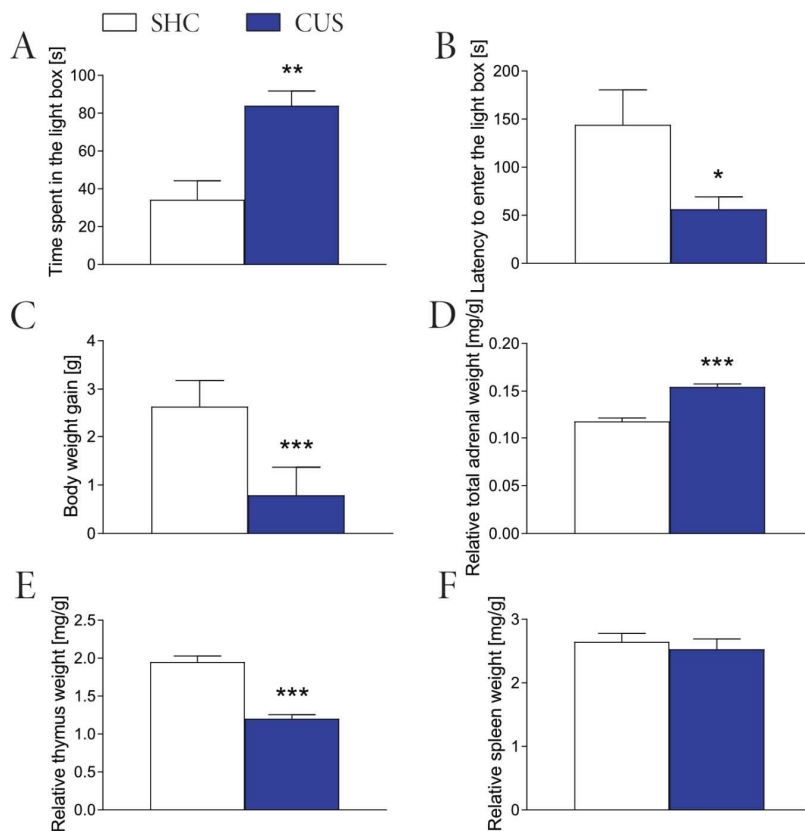 SHC CUS
A
Time spent in the light box [s]
100
80
60
40
20
0
**
B
Latency to enter the light box [s]
200
150
100
50
0
*
C
Body weight gain [g]
4
3
2
1
0
***
D
Relative total adrenal weight [mg/g]
0.20
0.15
0.10
0.05
0.00
***
E
Relative thymus weight [mg/g]
2.5
2.0
1.5
1.0
0.5
0.0
***
F
Relative spleen weight [mg/g]
3
2
1
0